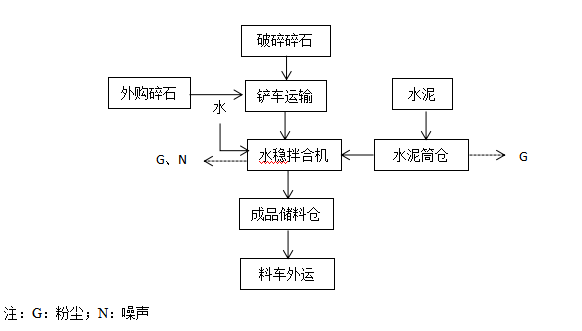 破碎碎石
外购碎石
铲车运输
水泥
水
水稳拌合机
水泥筒仓
G、N
G
成品储料仓
料车外运
注：G：粉尘；N：噪声